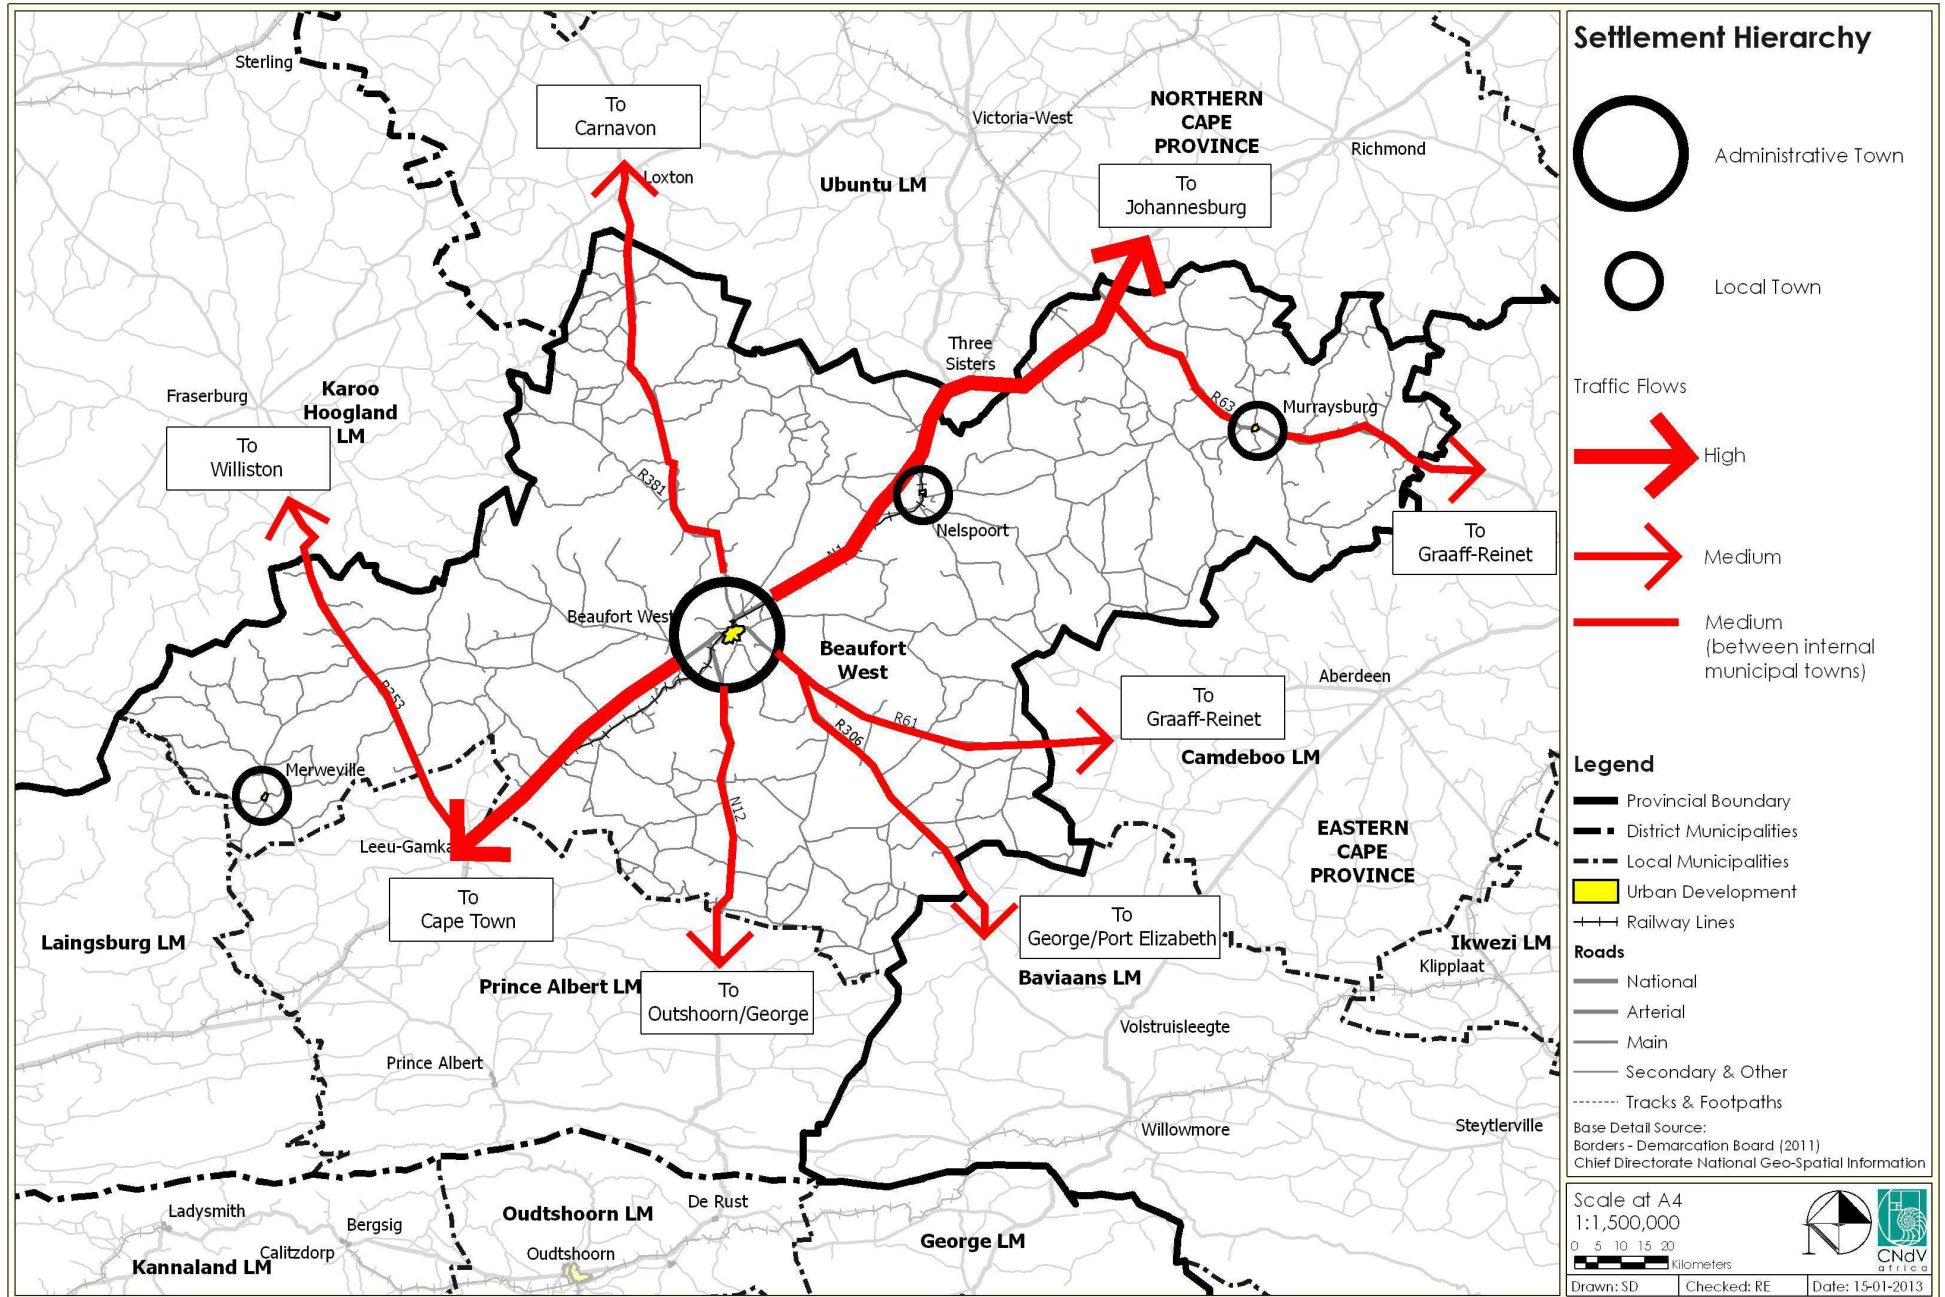 Sterling
To
Carnavon
Loxton
Ubuntu LM
Victoria-West
NORTHERN
CAPE
PROVINCE
Richmond
To
Johannesburg
Three
Sisters
Fraserburg
Karoo
Hoogland
LM
To
Williston
R381
R63
Murraysburg
To
Graaff-Reinet
Nelspoort
N1
Beaufort West
Beaufort
West
Aberdeen
To
Graaff-Reinet
R61
R306
Camdeboo LM
R353
Merweville
N12
Leeu-Gamka
To
Cape Town
EASTERN
CAPE
PROVINCE
Laingsburg LM
Prince Albert LM
To
Outshoorn/George
To
George/Port Elizabeth
Baviaans LM
Ikwezi LM
Klipplaat
Volstruisleegte
Prince Albert
Willowmore
Steytlerville
Ladysmith
Bergsig
Calitzdorp
Kannaland LM
Oudtshoorn LM
De Rust
Oudtshoorn
George LM
Settlement Hierarchy
Administrative Town
Local Town
Traffic Flows
High
Medium
Medium
(between internal
municipal towns)
Legend
Provincial Boundary
District Municipalities
Local Municipalities
Urban Development
Railway Lines
Roads
National
Arterial
Main
Secondary & Other
Tracks & Footpaths
Base Detail Source:
Borders - Demarcation Board (2011)
Chief Directorate National Geo-Spatial Information
Scale at A4
1:1,500,000
0 5 10 15 20
Kilometers
CNdV
africa
Drawn: SD
Checked: RE
Date: 15-01-2013